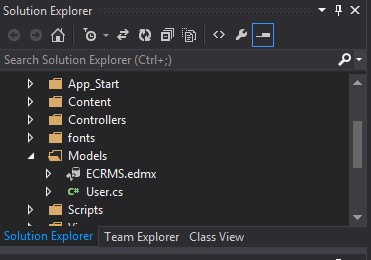 Solution Explorer
Search Solution Explorer (Ctrl+;)
App_Start
Content
Controllers
fonts
Models
ECRMS.edmx
C# User.cs
Scripts
Solution Explorer Team Explorer Class View